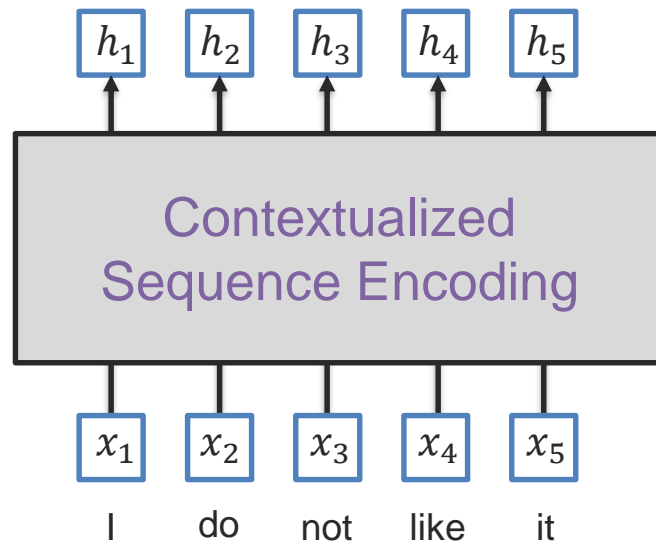 h₁ h₂ h₃ h₄ h₅
Contextualized
Sequence Encoding
x₁ x₂ x₃ x₄ x₅
I do not like it